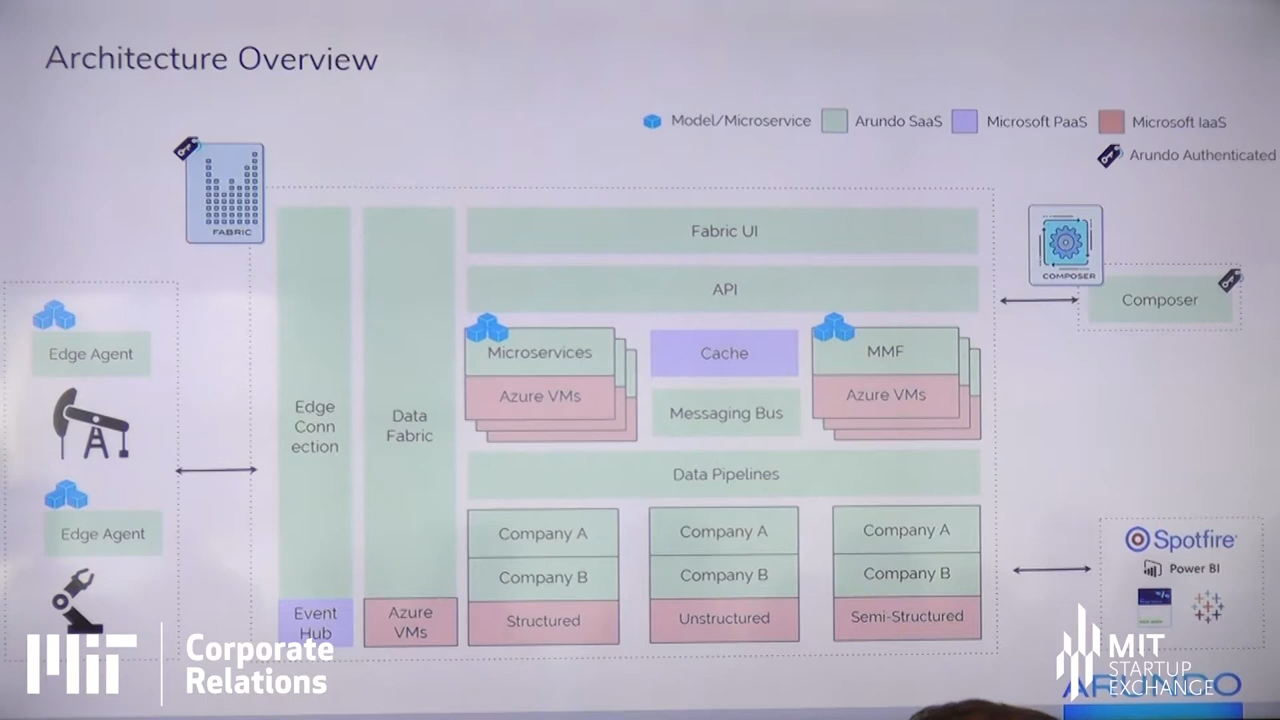 Architecture Overview
Model/Microservice
Arundo SaaS
Microsoft PaaS
Microsoft IaaS
Arundo Authenticated
FABRIC
Fabric UI
API
COMPOSER
Composer
Edge Agent
Microservices
Azure VMs
Cache
Messaging Bus
MMF
Azure VMs
Edge
Conn
ection
Data
Fabric
Data Pipelines
Edge Agent
Company A
Company B
Structured
Company A
Company B
Unstructured
Company A
Company B
Semi-Structured
Event
Hub
Azure
VMs
Spotfire
Power BI
MIT
Corporate
Relations
MIT
STARTUP
EXCHANGE
ARUNDO